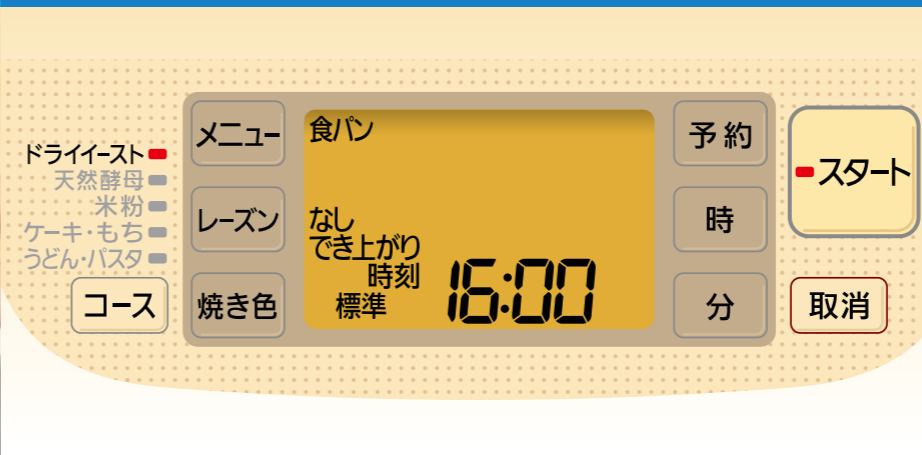 ドライイースト
天然酵母
米粉
ケーキ・もち
うどん・パスタ
コース
メニュー
レーズン
焼き色
食パン
なし
でき上がり
時刻
標準
16:00
予約
時
分
スタート
取消